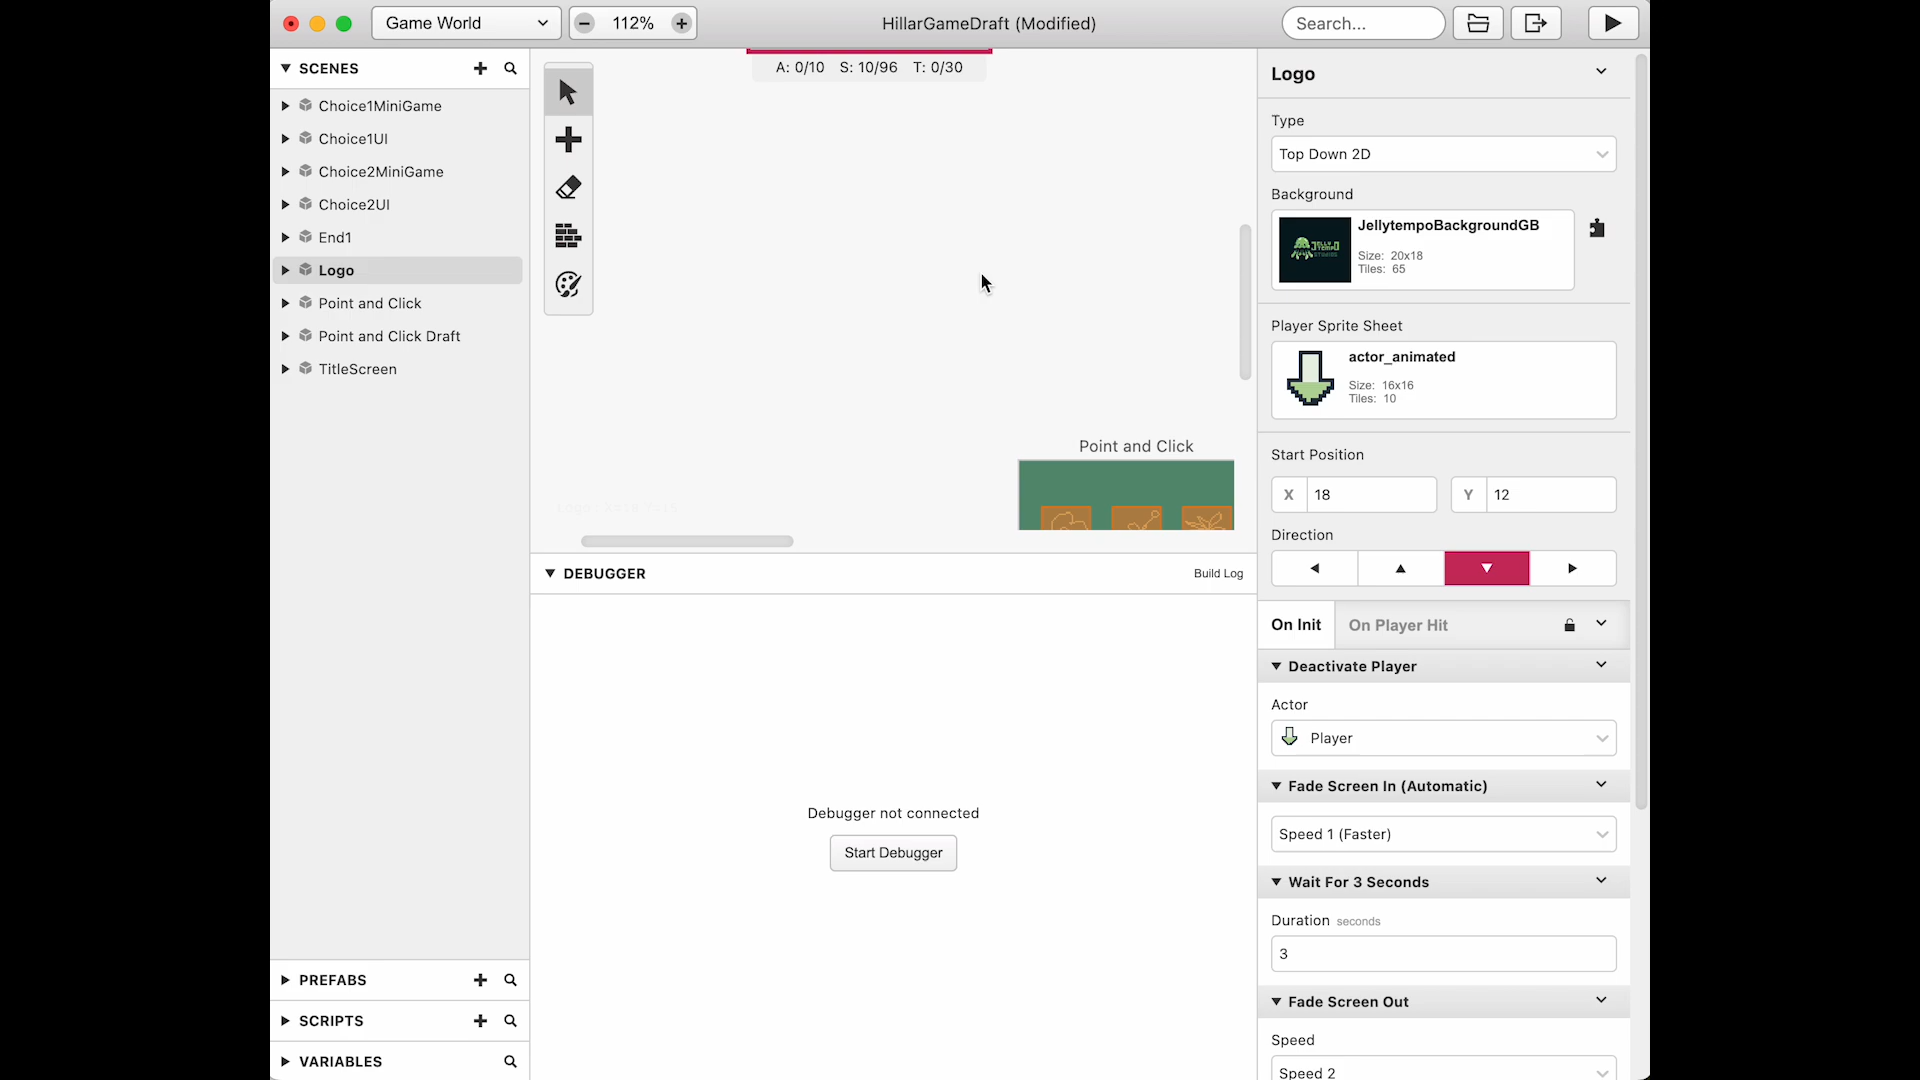 Game World
112%
HillarGameDraft (Modified)
Search...
SCENES
Choice1MiniGame
Choice1UI
Choice2MiniGame
Choice2UI
End1
Logo
Point and Click
Point and Click Draft
TitleScreen
PREFABS
SCRIPTS
VARIABLES
A: 0/10 S: 10/96 T: 0/30
Point and Click
DEBUGGER
Build Log
Debugger not connected
Start Debugger
Logo
Type
Top Down 2D
Background
JELLY
TEMPO
JellytempoBackgroundGB
Size: 20x18
Tiles: 65
Player Sprite Sheet
actor_animated
Size: 16x16
Tiles: 10
Start Position
X 18
Y 12
Direction
On Init
On Player Hit
Deactivate Player
Actor
Player
Fade Screen In (Automatic)
Speed 1 (Faster)
Wait For 3 Seconds
Duration seconds
3
Fade Screen Out
Speed
Speed 2